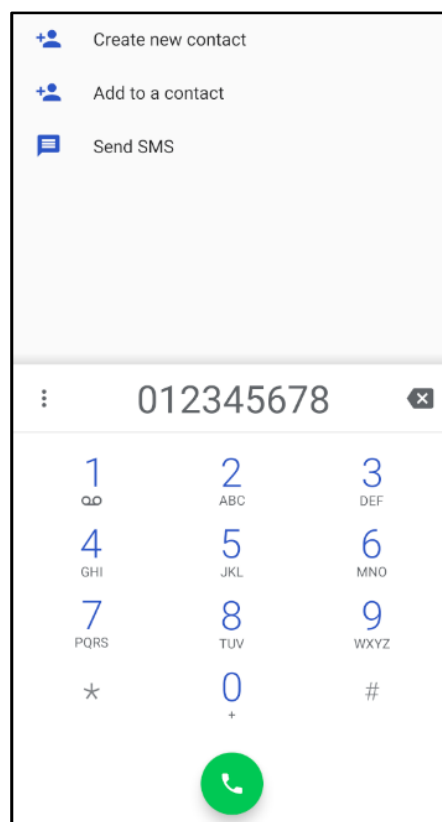 Create new contact
Add to a contact
Send SMS
012345678
1 2 3
ABC DEF
4 5 6
GHI JKL MNO
7 8 9
PQRS TUV WXYZ
* 0 #
+